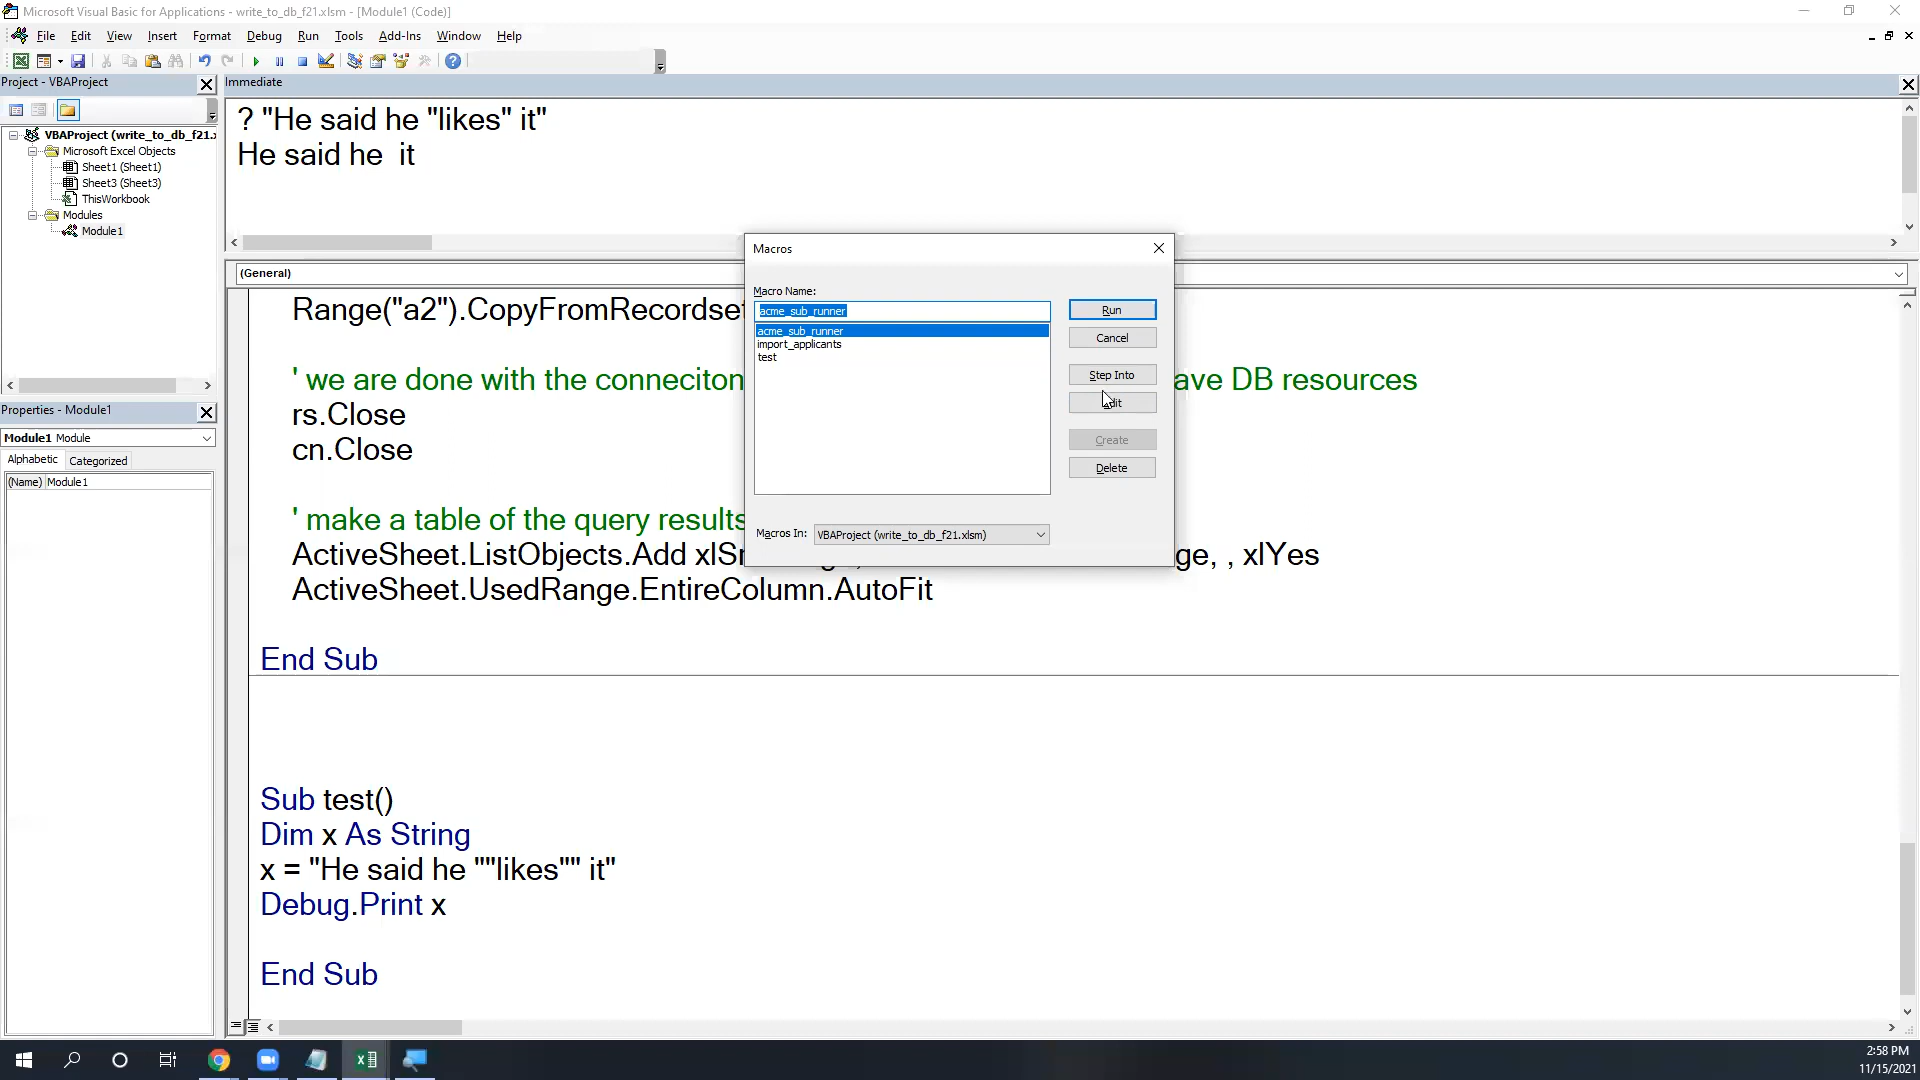 Microsoft Visual Basic for Applications - write_to_db_f21.xlsm - [Module1 (Code)]
File Edit View Insert Format Debug Run Tools Add-Ins Window Help
Project - VBAProject
VBAProject (write_to_db_f21.x
Microsoft Excel Objects
Sheet1 (Sheet1)
Sheet3 (Sheet3)
ThisWorkbook
Modules
Module1
Properties - Module1
Module1 Module
Alphabetic Categorized
(Name) Module1
Immediate
? "He said he "likes" it"
He said he  it
(General)
Range("a2").CopyFromRecordset
' we are done with the conneciton ave DB resources
rs.Close
cn.Close
' make a table of the query results
ActiveSheet.ListObjects.Add ge, , xlYes
ActiveSheet.UsedRange.EntireColumn.AutoFit
End Sub
Sub test()
Dim x As String
x = "He said he ""likes"" it"
Debug.Print x
End Sub
Macros
Macro Name:
acme_sub_runner
acme_sub_runner
import_applicants
test
Run
Cancel
Step Into
Edit
Create
Delete
Macros In: VBAProject (write_to_db_f21.xlsm)
2:58 PM
11/15/2021